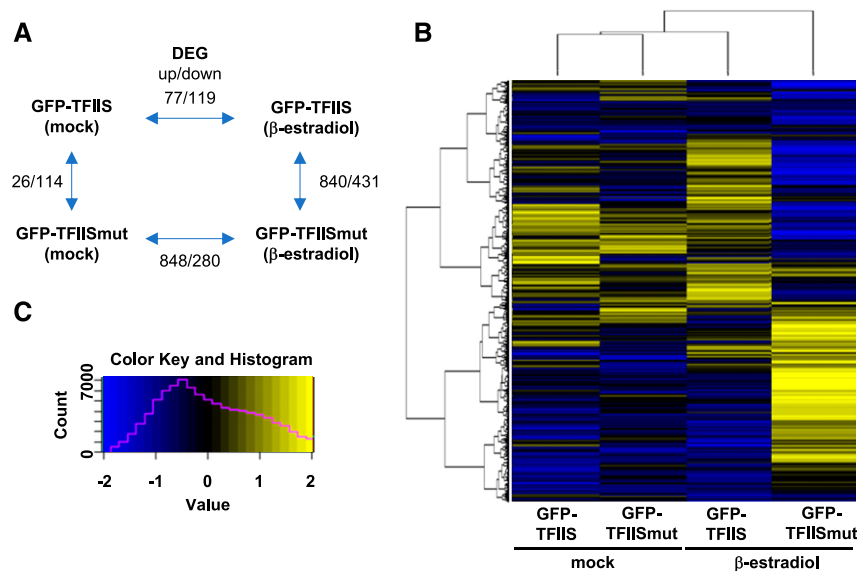 A
DEG
up/down
77/119
GFP-TFIIS
(mock)
GFP-TFIIS
(β-estradiol)
26/114
840/431
GFP-TFIISmut
(mock)
GFP-TFIISmut
(β-estradiol)
848/280
C
Color Key and Histogram
Count
0 7000
-2 -1 0 1 2
Value
B
GFP-
TFIIS
GFP-
TFIISmut
GFP-
TFIIS
GFP-
TFIISmut
mock
β-estradiol